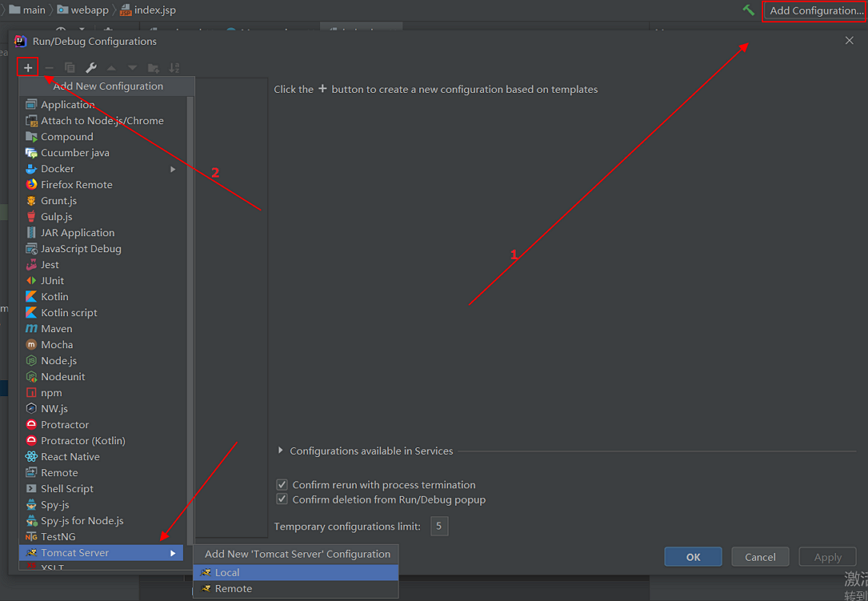 main
webapp
index.jsp
Add Configuration...
Run/Debug Configurations
Add New Configuration
Application
Attach to Node.js/Chrome
Compound
Cucumber java
Docker
Firefox Remote
Grunt.js
Gulp.js
JAR Application
JavaScript Debug
Jest
JUnit
Kotlin
Kotlin script
Maven
Mocha
Node.js
Nodeunit
npm
NW.js
Protractor
Protractor (Kotlin)
React Native
Remote
Shell Script
Spy-js
Spy-js for Node.js
TestNG
Tomcat Server
XSLT
Click the + button to create a new configuration based on templates
2
1
Configurations available in Services
Confirm rerun with process termination
Confirm deletion from Run/Debug popup
Temporary configurations limit: 5
Add New 'Tomcat Server' Configuration
Local
Remote
OK
Cancel
Apply
激活
转到